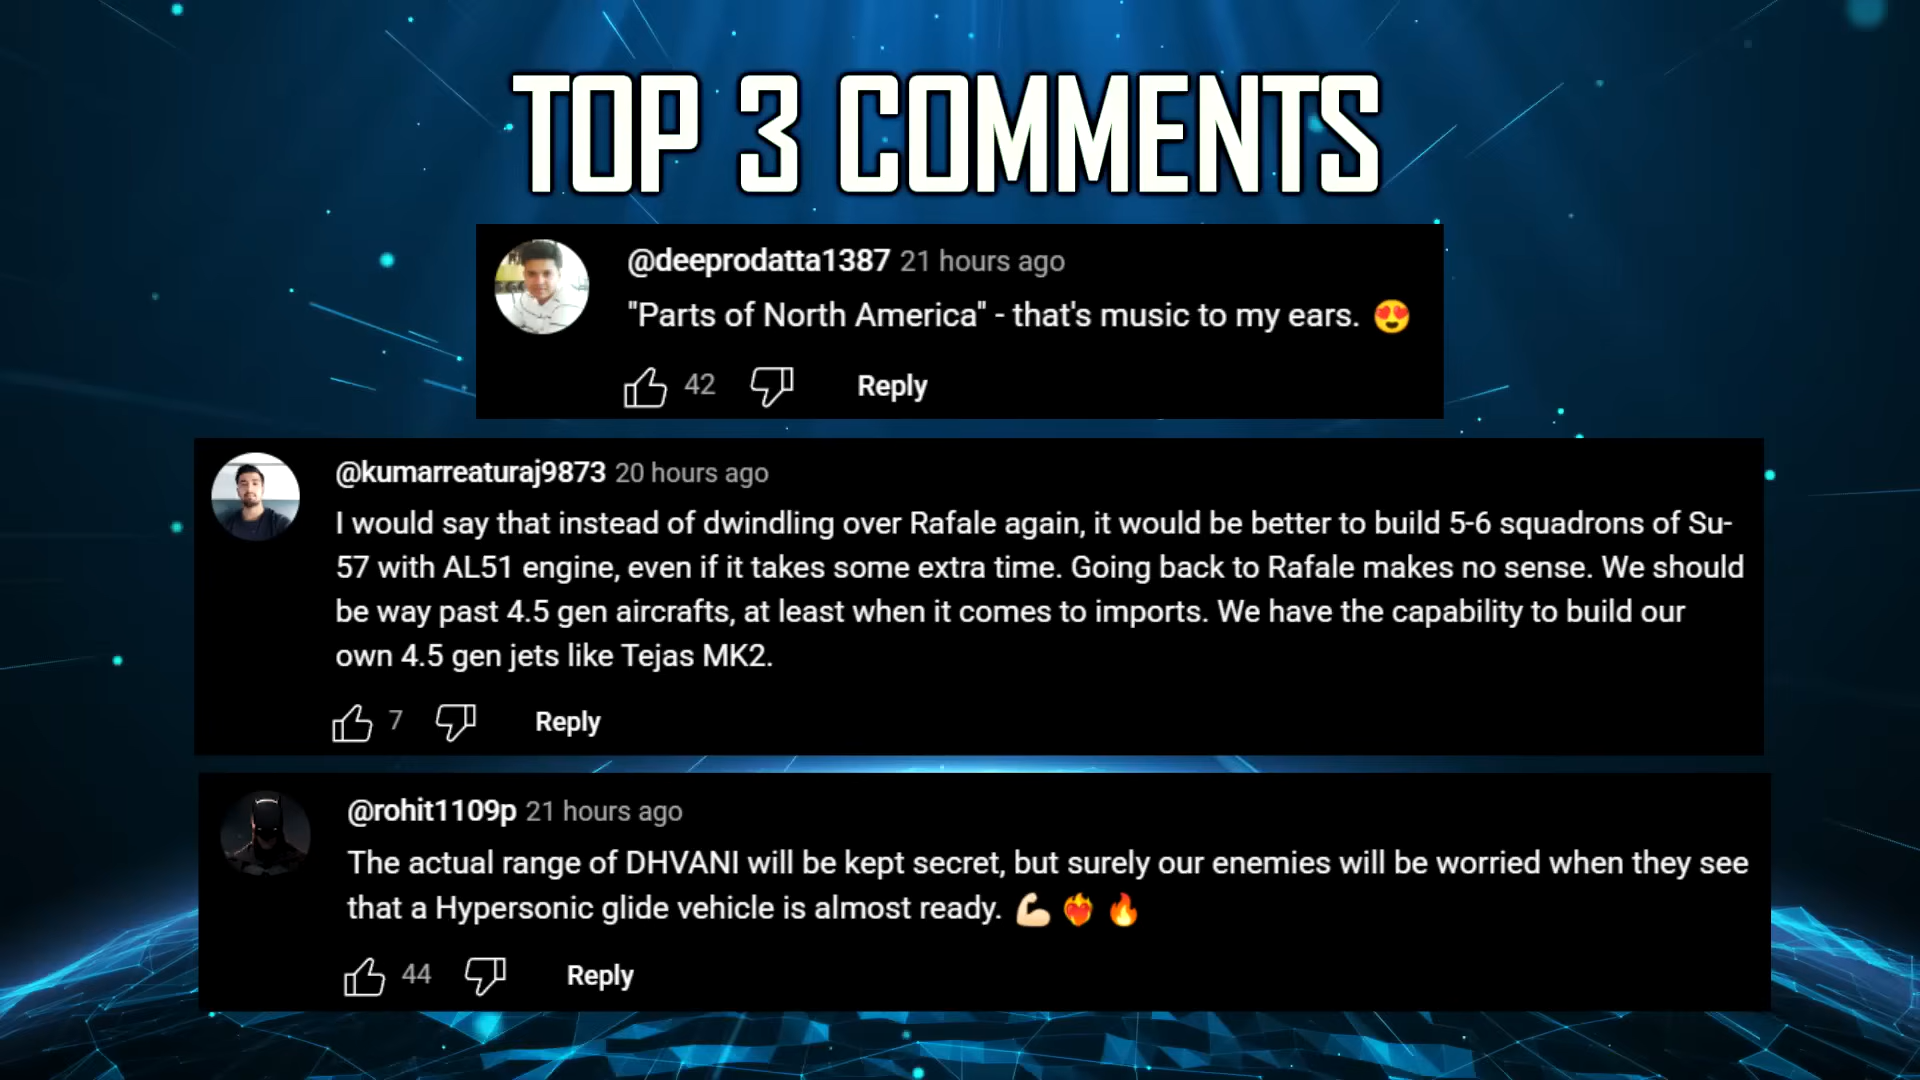 TOP 3 COMMENTS
@deeprodatta1387 21 hours ago
"Parts of North America" - that's music to my ears. 😍
42 Reply
@kumarreaturaj9873 20 hours ago
I would say that instead of dwindling over Rafale again, it would be better to build 5-6 squadrons of Su-
57 with AL51 engine, even if it takes some extra time. Going back to Rafale makes no sense. We should
be way past 4.5 gen aircrafts, at least when it comes to imports. We have the capability to build our
own 4.5 gen jets like Tejas MK2.
7 Reply
@rohit1109p 21 hours ago
The actual range of DHVANI will be kept secret, but surely our enemies will be worried when they see
that a Hypersonic glide vehicle is almost ready. 💪🏻 ❤️‍🔥 🔥
44 Reply